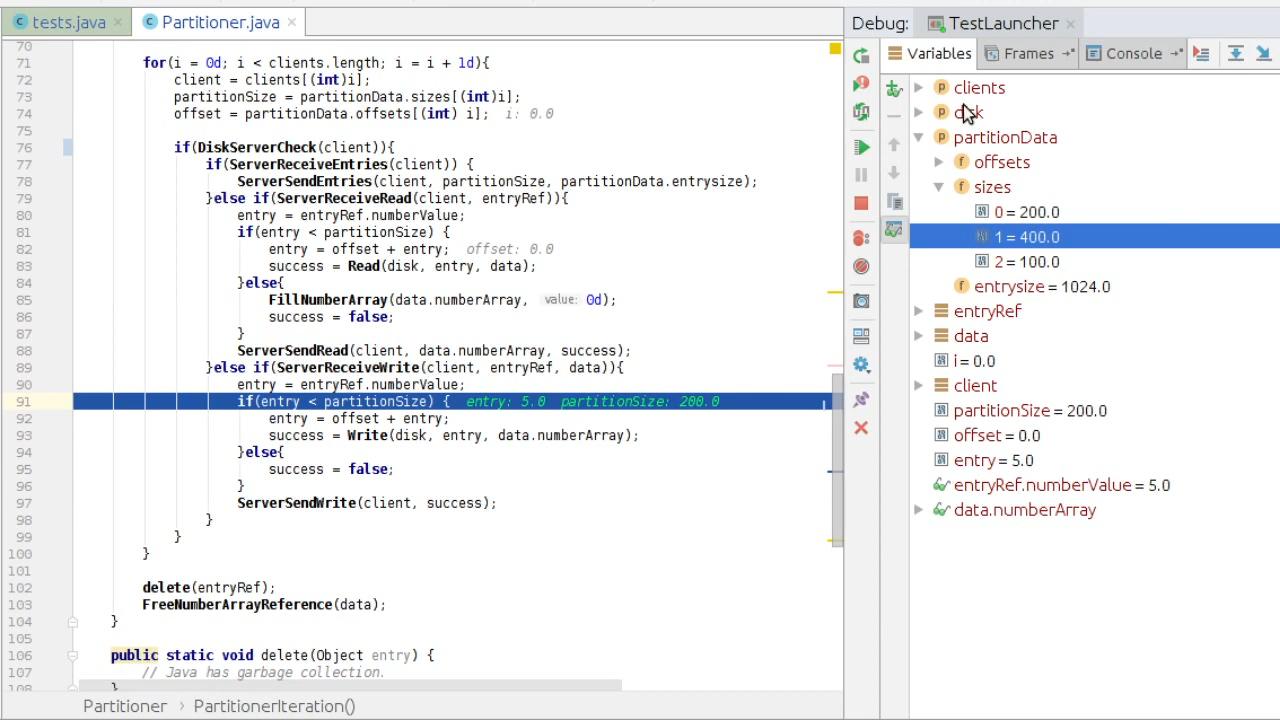 tests.java × Partitioner.java × Debug: TestLauncher ×
Variables Frames Console
70
71 for(i = 0d; i < clients.length; i = i + 1d){
72 client = clients[(int)i];
73 partitionSize = partitionData.sizes[(int)i];
74 offset = partitionData.offsets[(int) i]; i: 0.0
75
76 if(DiskServerCheck(client)){
77 if(ServerReceiveEntries(client)) {
78 ServerSendEntries(client, partitionSize, partitionData.entrysize);
79 }else if(ServerReceiveRead(client, entryRef)){
80 entry = entryRef.numberValue;
81 if(entry < partitionSize) {
82 entry = offset + entry; offset: 0.0
83 success = Read(disk, entry, data);
84 }else{
85 FillNumberArray(data.numberArray, value: 0d);
86 success = false;
87 }
88 ServerSendRead(client, data.numberArray, success);
89 }else if(ServerReceiveWrite(client, entryRef, data)){
90 entry = entryRef.numberValue;
91 if(entry < partitionSize) { entry: 5.0 partitionSize: 200.0
92 entry = offset + entry;
93 success = Write(disk, entry, data.numberArray);
94 }else{
95 success = false;
96 }
97 ServerSendWrite(client, success);
98 }
99 }
100 }
101
102 delete(entryRef);
103 FreeNumberArrayReference(data);
104 }
105
106 public static void delete(Object entry) {
107 // Java has garbage collection.
108 }
Partitioner › PartitionerIteration()
clients
disk
partitionData
offsets
sizes
0 = 200.0
1 = 400.0
2 = 100.0
entrysize = 1024.0
entryRef
data
i = 0.0
client
partitionSize = 200.0
offset = 0.0
entry = 5.0
entryRef.numberValue = 5.0
data.numberArray